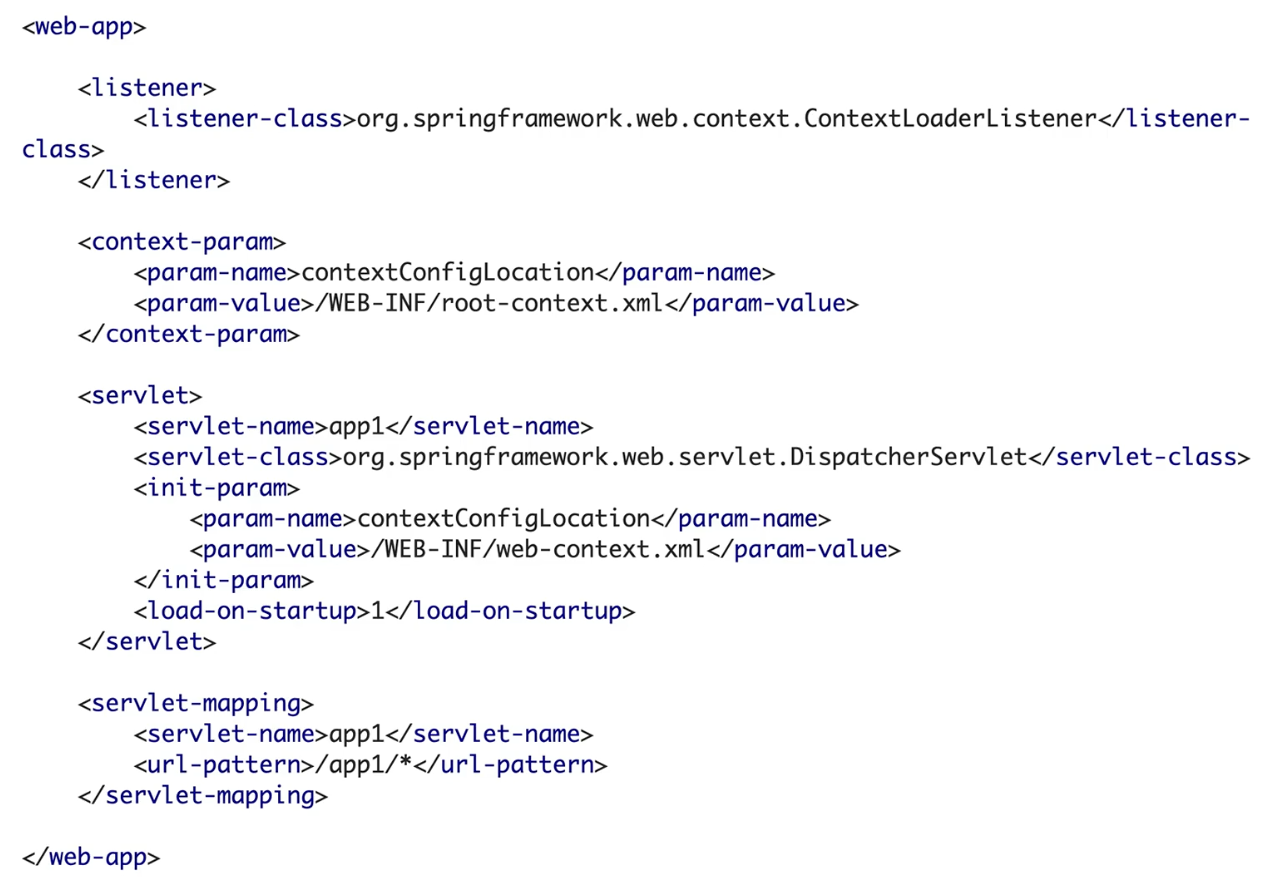 <web-app>
<listener>
<listener-class>org.springframework.web.context.ContextLoaderListener</listener-
class>
</listener>
<context-param>
<param-name>contextConfigLocation</param-name>
<param-value>/WEB-INF/root-context.xml</param-value>
</context-param>
<servlet>
<servlet-name>app1</servlet-name>
<servlet-class>org.springframework.web.servlet.DispatcherServlet</servlet-class>
<init-param>
<param-name>contextConfigLocation</param-name>
<param-value>/WEB-INF/web-context.xml</param-value>
</init-param>
<load-on-startup>1</load-on-startup>
</servlet>
<servlet-mapping>
<servlet-name>app1</servlet-name>
<url-pattern>/app1/*</url-pattern>
</servlet-mapping>
</web-app>